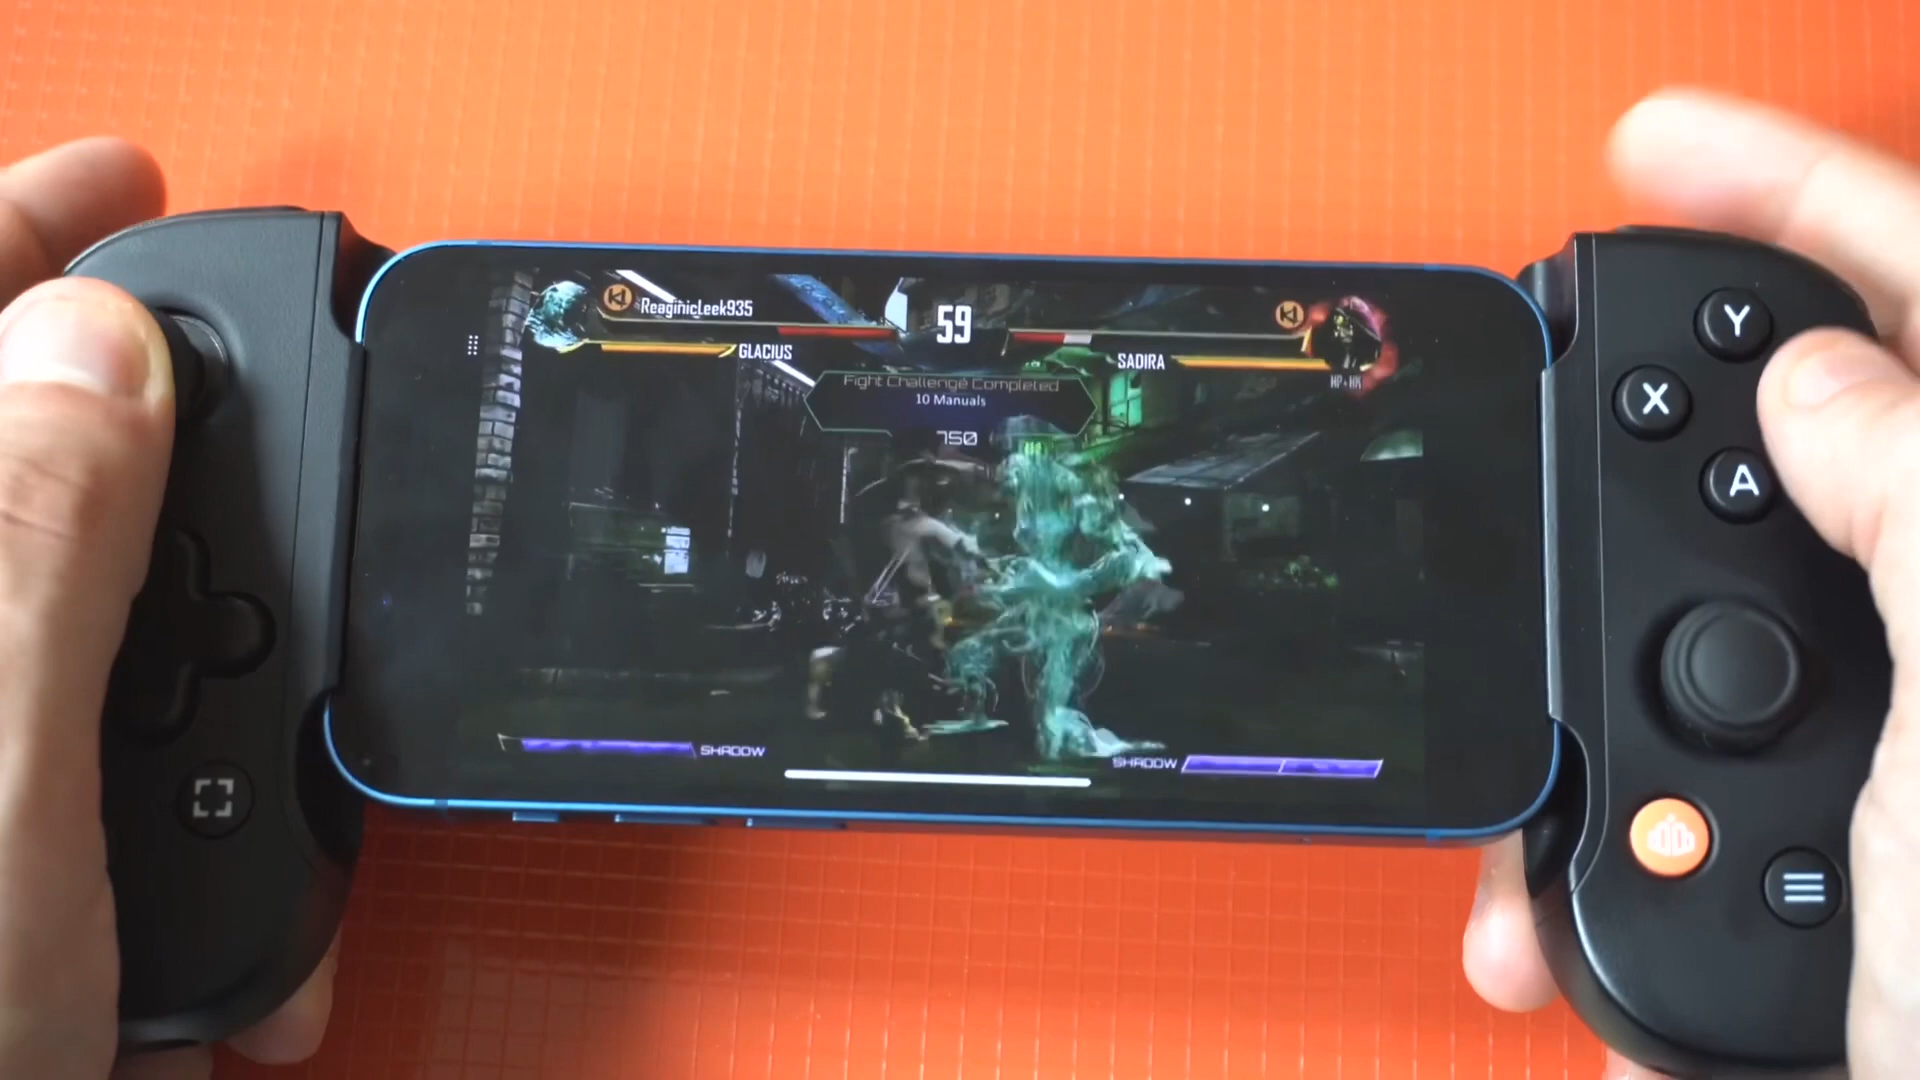 ReaginicLeek935
59
GLACIUS
SADIRA
HP+HK
Fight Challenge Completed
10 Manuals
750
SHADOW
SHADOW
Y
X
A